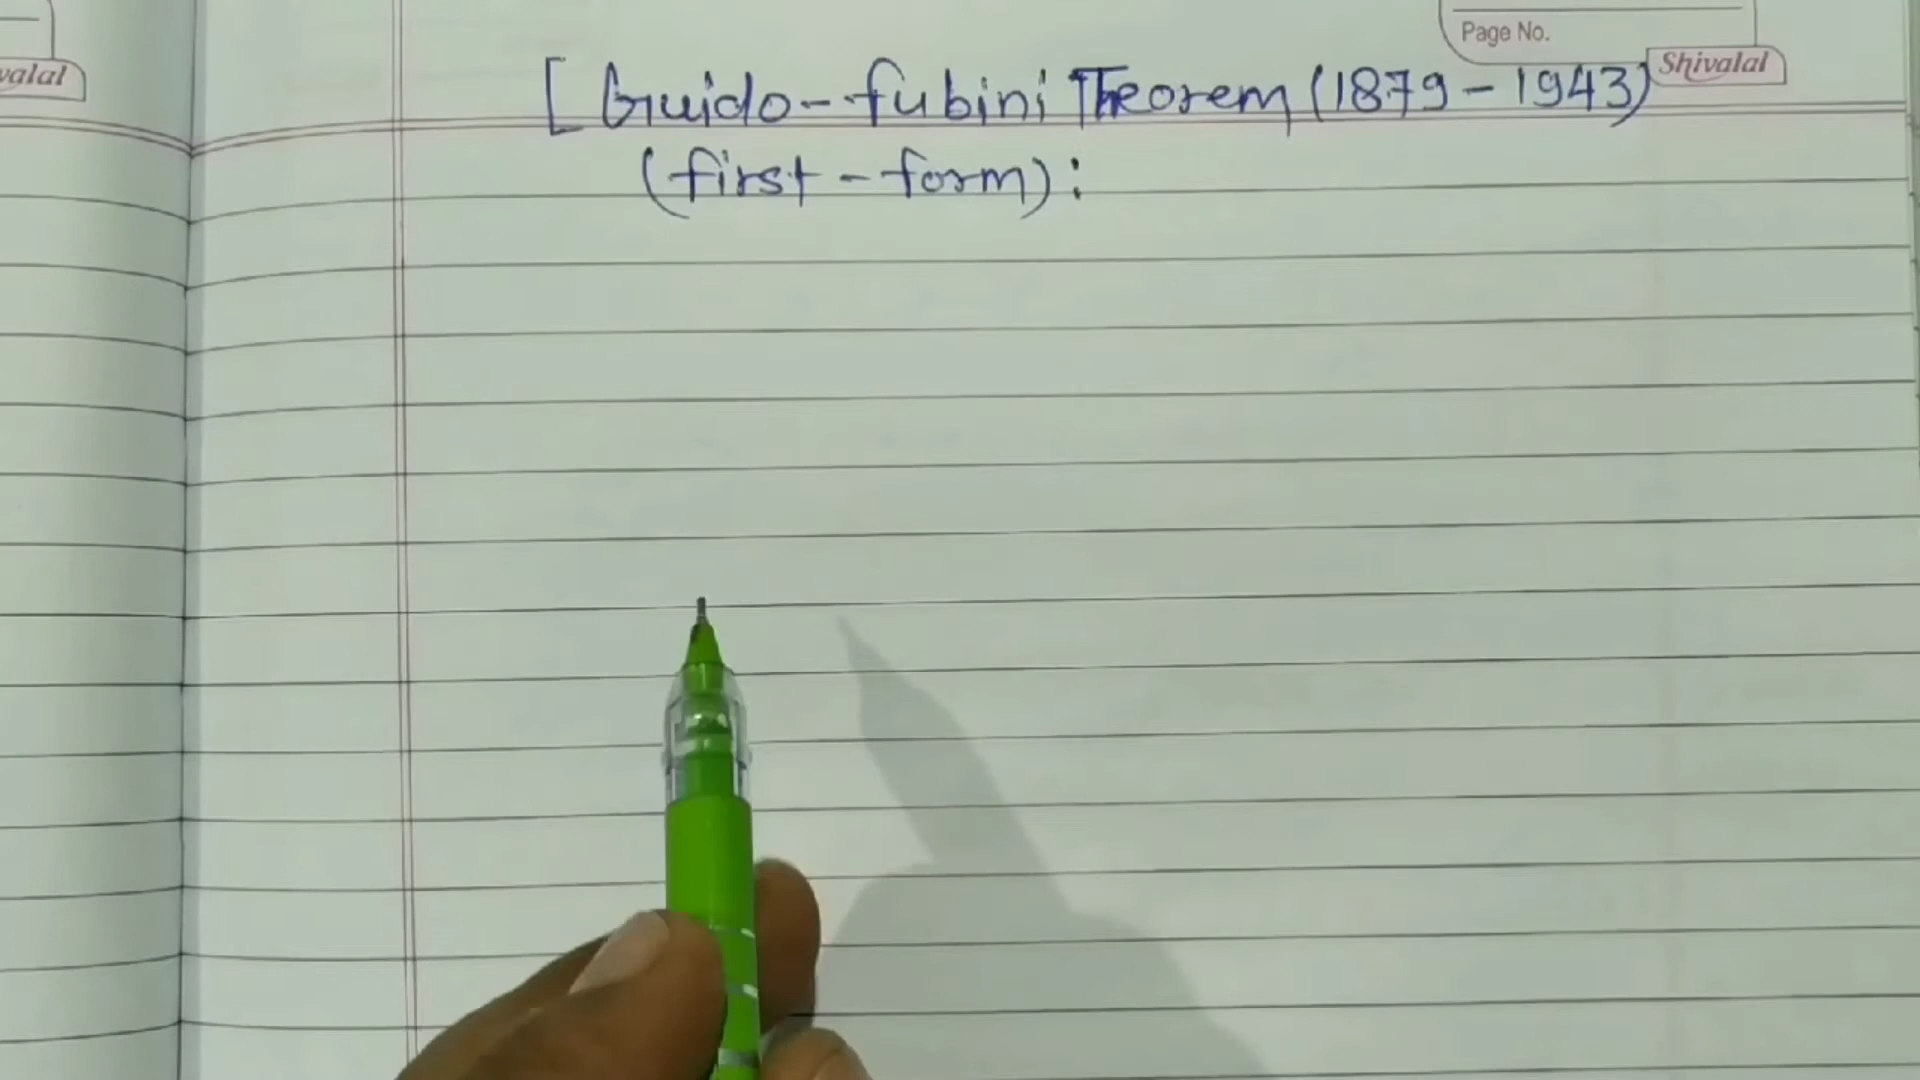 Page No.
Shivalal
valal
[ Guido-fubini Theorem (1879-1943)
(first-form):